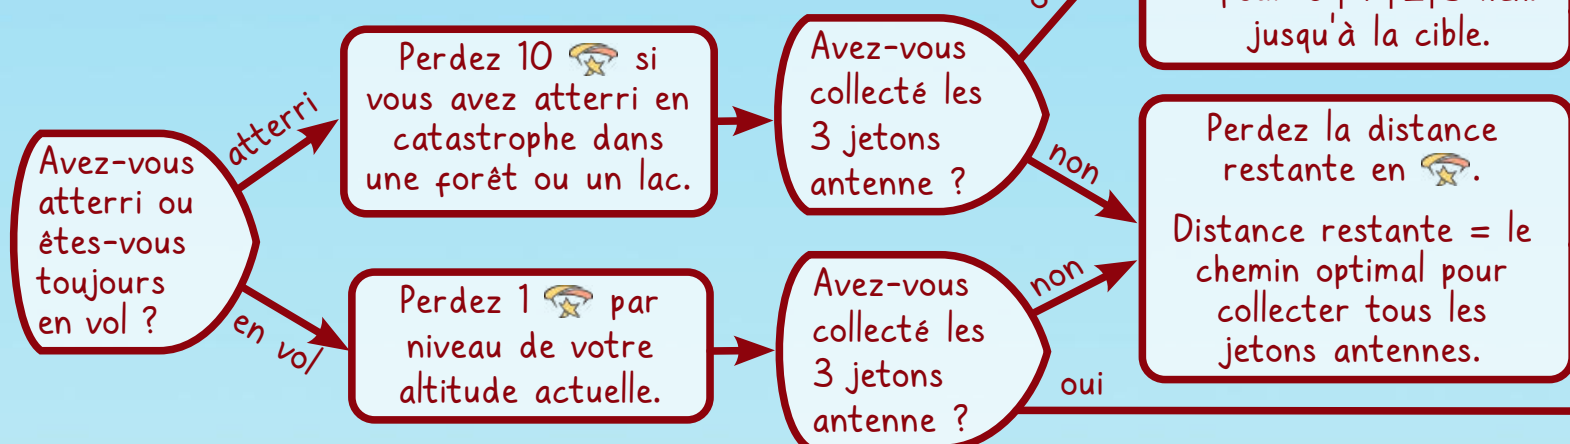 Avez-vous
atterri ou
êtes-vous
toujours
en vol ?
atterri
en vol
Perdez 10 si
vous avez atterri en
catastrophe dans
une forêt ou un lac.
Perdez 1 par
niveau de votre
altitude actuelle.
Avez-vous
collecté les
3 jetons
antenne ?
non
Avez-vous
collecté les
3 jetons
antenne ?
non
oui
jusqu'à la cible.
Perdez la distance
restante en .
Distance restante = le
chemin optimal pour
collecter tous les
jetons antennes.